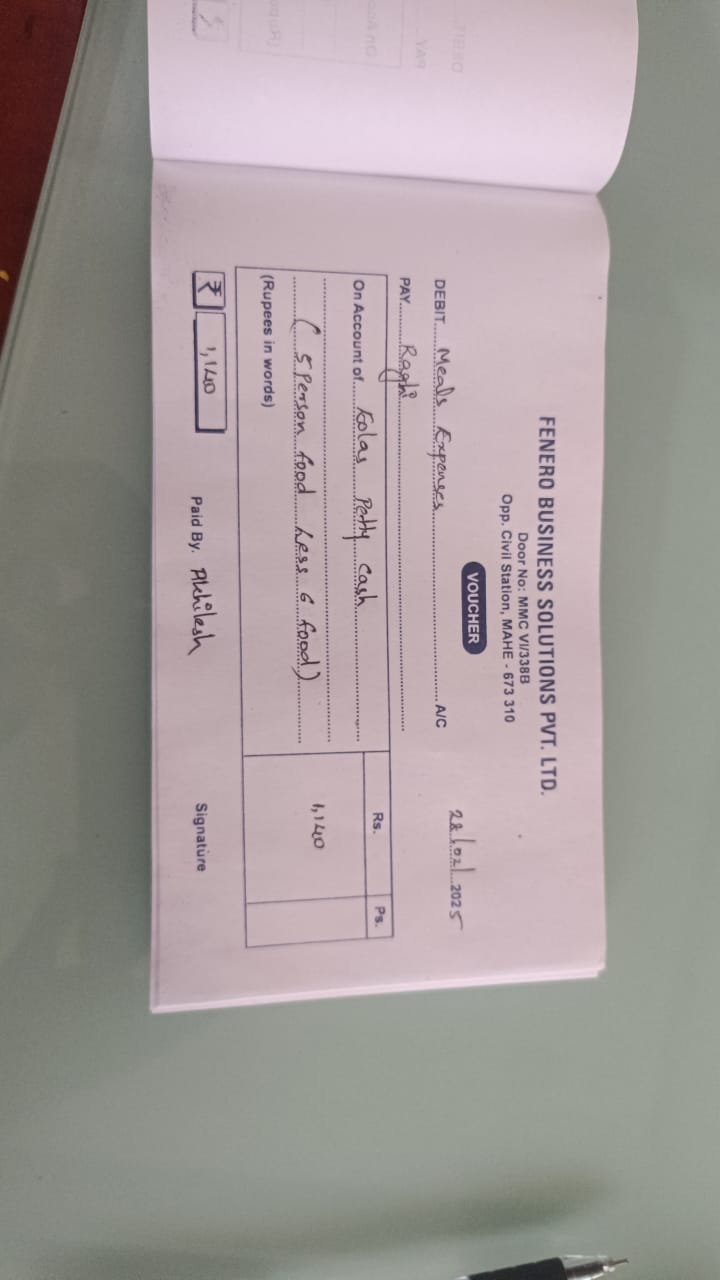 FENERO BUSINESS SOLUTIONS PVT. LTD.
Door No: MMC VI/338B
Opp. Civil Station, MAHE - 673 310
VOUCHER
28/02/2025
DEBIT Meals Expenses A/C
PAY Raghi
Rs. Ps.
On Account of Kolas Petty cash
(5 Person food Less 6 food) 1,140
(Rupees in words)
₹ 1,140 Paid By. Akhilesh Signature